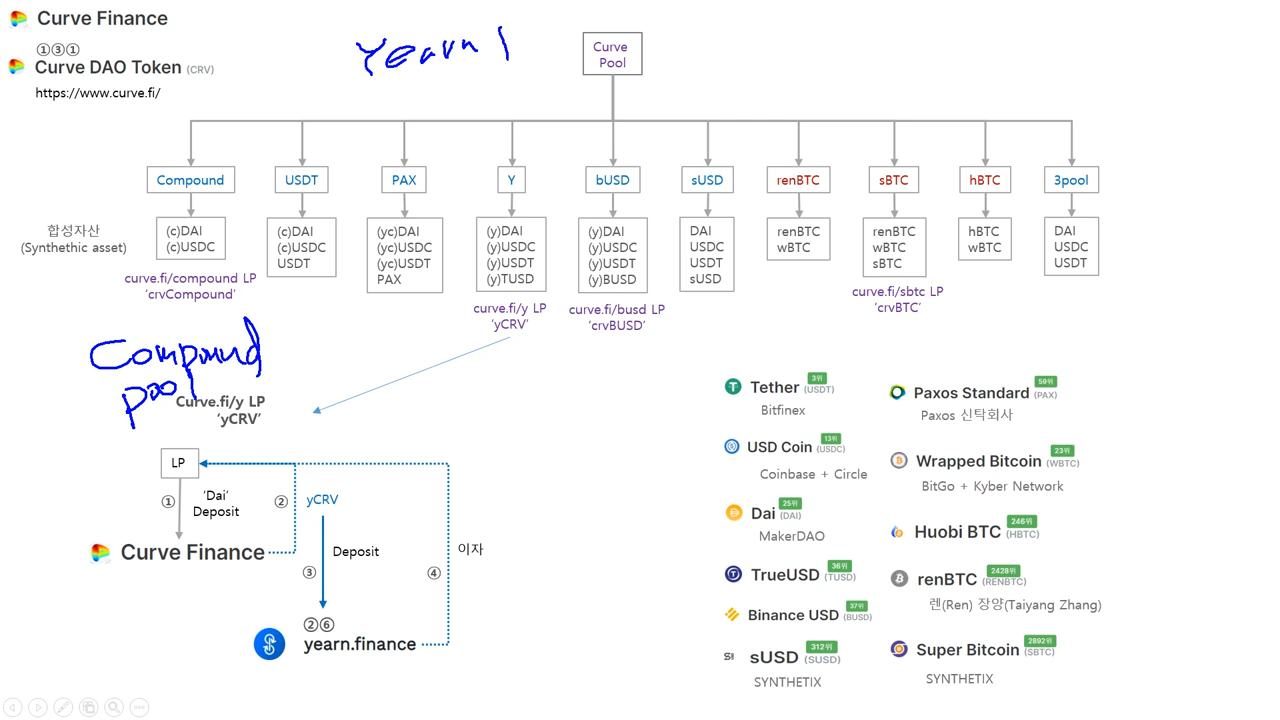 Curve Finance
①③①
Curve DAO Token (CRV)
https://www.curve.fi/
Yearn
Curve
Pool
Compound
USDT
PAX
Y
bUSD
sUSD
renBTC
sBTC
hBTC
3pool
합성자산
(Synthethic asset)
(c)DAI
(c)USDC
(c)DAI
(c)USDC
USDT
(yc)DAI
(yc)USDC
(yc)USDT
PAX
(y)DAI
(y)USDC
(y)USDT
(y)TUSD
(y)DAI
(y)USDC
(y)USDT
(y)BUSD
DAI
USDC
USDT
sUSD
renBTC
wBTC
renBTC
wBTC
sBTC
hBTC
wBTC
DAI
USDC
USDT
curve.fi/compound LP
'crvCompound'
curve.fi/y LP
'yCRV'
curve.fi/busd LP
'crvBUSD'
curve.fi/sbtc LP
'crvBTC'
Compound
pool
Curve.fi/y LP
'yCRV'
LP
①
'Dai'
Deposit
②
yCRV
Curve Finance
Deposit
③
④
이자
②⑥
yearn.finance
Tether 3위 (USDT)
Bitfinex
USD Coin 13위 (USDC)
Coinbase + Circle
Dai 25위 (DAI)
MakerDAO
TrueUSD 36위 (TUSD)
Binance USD 37위 (BUSD)
sUSD 312위 (SUSD)
SYNTHETIX
Paxos Standard 59위 (PAX)
Paxos 신탁회사
Wrapped Bitcoin 23위 (WBTC)
BitGo + Kyber Network
Huobi BTC 246위 (HBTC)
renBTC 2428위 (RENBTC)
렌(Ren) 장양(Taiyang Zhang)
Super Bitcoin 2892위 (SBTC)
SYNTHETIX